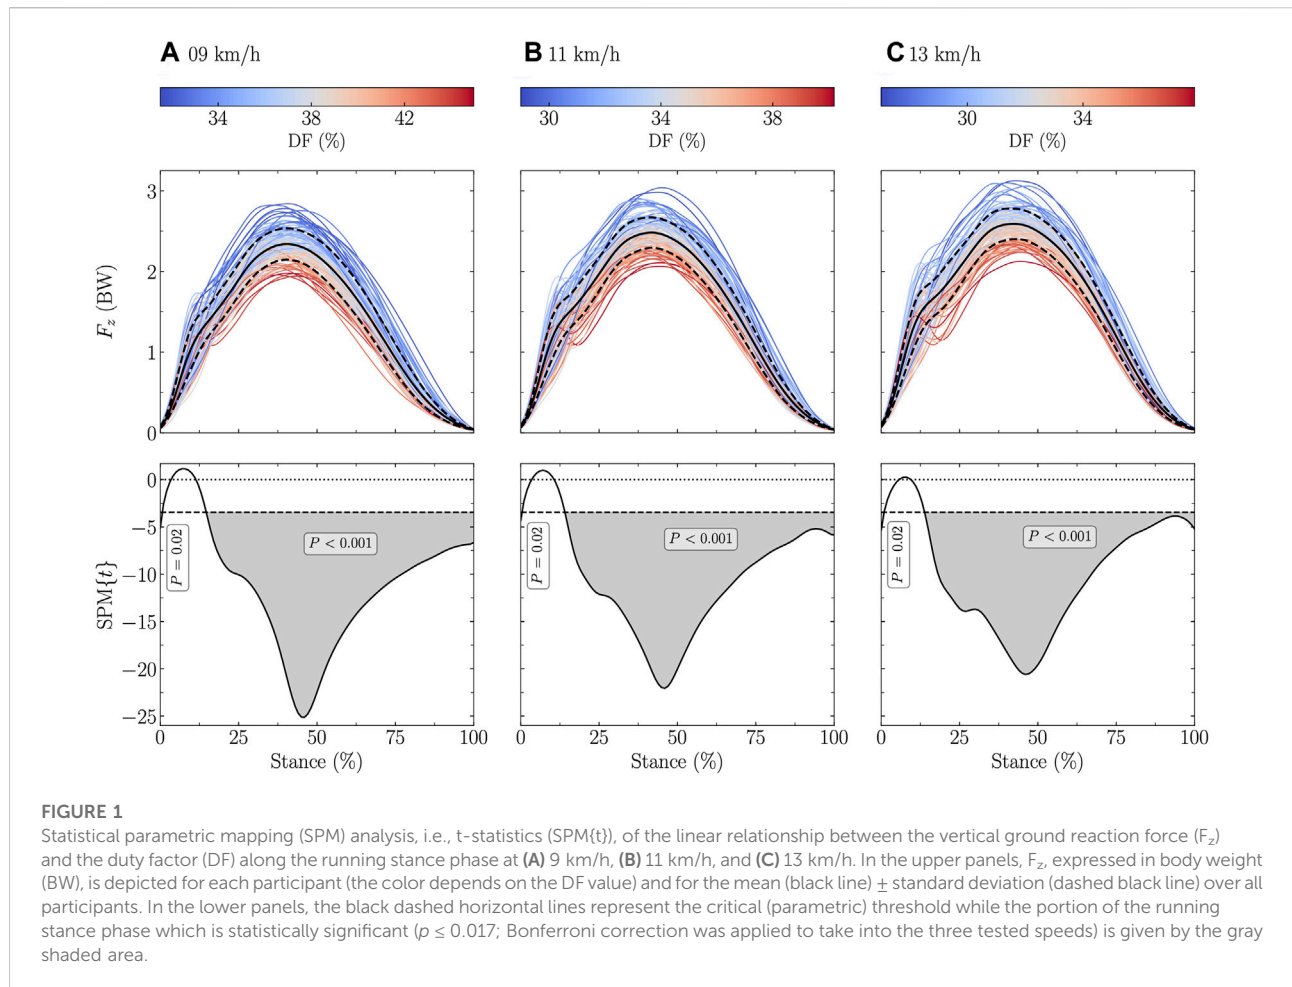 A 09 km/h
B 11 km/h
C 13 km/h
34 38 42
DF (%)
30 34 38
DF (%)
30 34
DF (%)
3
2
1
0
F_z (BW)
0
−5
−10
−15
−20
−25
SPM{t}
P = 0.02
P < 0.001
P = 0.02
P < 0.001
P = 0.02
P < 0.001
0 25 50 75 100
Stance (%)
0 25 50 75 100
Stance (%)
0 25 50 75 100
Stance (%)
FIGURE 1
Statistical parametric mapping (SPM) analysis, i.e., t-statistics (SPM{t}), of the linear relationship between the vertical ground reaction force (Fz)
and the duty factor (DF) along the running stance phase at (A) 9 km/h, (B) 11 km/h, and (C) 13 km/h. In the upper panels, Fz, expressed in body weight
(BW), is depicted for each participant (the color depends on the DF value) and for the mean (black line) ± standard deviation (dashed black line) over all
participants. In the lower panels, the black dashed horizontal lines represent the critical (parametric) threshold while the portion of the running
stance phase which is statistically significant (p ≤ 0.017; Bonferroni correction was applied to take into the three tested speeds) is given by the gray
shaded area.